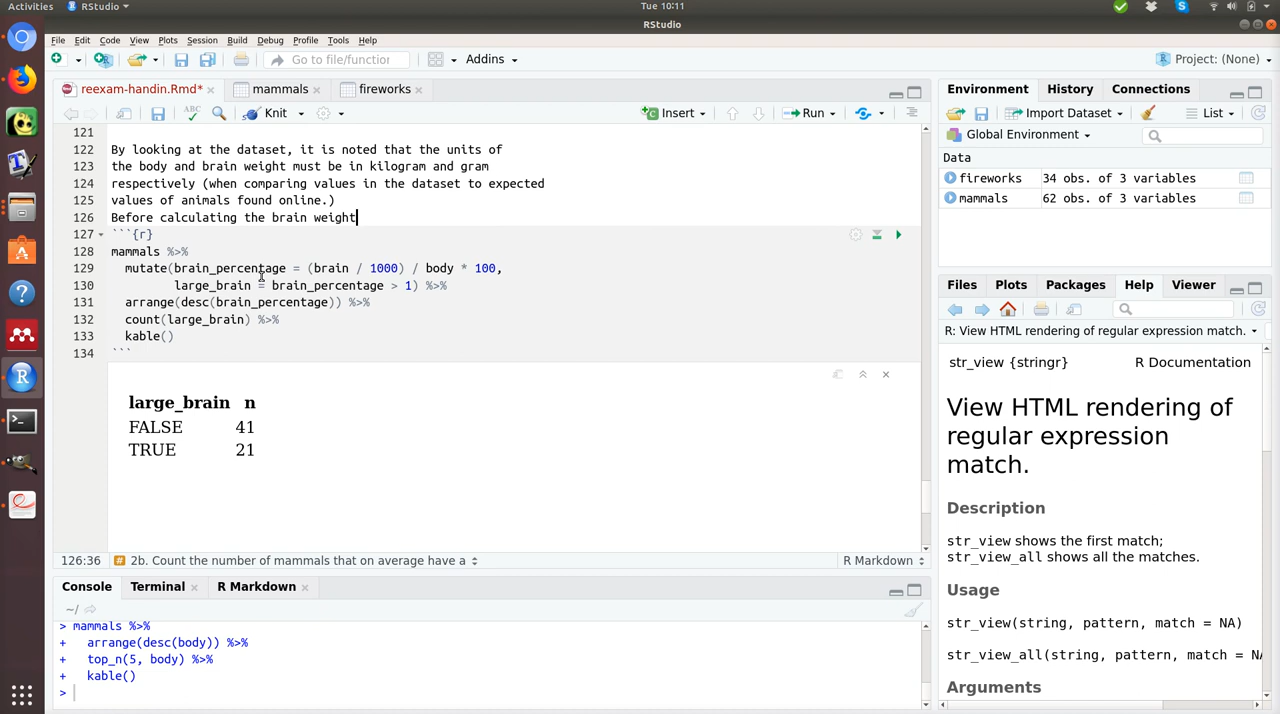 Activities RStudio Tue 10:11
RStudio
File Edit Code View Plots Session Build Debug Profile Tools Help
Go to file/function Addins Project: (None)
reexam-handin.Rmd* mammals fireworks
Knit Insert Run
121
122 By looking at the dataset, it is noted that the units of
123 the body and brain weight must be in kilogram and gram
124 respectively (when comparing values in the dataset to expected
125 values of animals found online.)
126 Before calculating the brain weight
127 ```{r}
128 mammals %>%
129 mutate(brain_percentage = (brain / 1000) / body * 100,
130 large_brain = brain_percentage > 1) %>%
131 arrange(desc(brain_percentage)) %>%
132 count(large_brain) %>%
133 kable()
134 ```
large_brain n
FALSE 41
TRUE 21
126:36 # 2b. Count the number of mammals that on average have a R Markdown
Console Terminal R Markdown
~/
> mammals %>%
+ arrange(desc(body)) %>%
+ top_n(5, body) %>%
+ kable()
>
Environment History Connections
Import Dataset List
Global Environment
Data
fireworks 34 obs. of 3 variables
mammals 62 obs. of 3 variables
Files Plots Packages Help Viewer
R: View HTML rendering of regular expression match.
str_view {stringr} R Documentation
View HTML rendering of
regular expression
match.
Description
str_view shows the first match;
str_view_all shows all the matches.
Usage
str_view(string, pattern, match = NA)
str_view_all(string, pattern, match = NA
Arguments